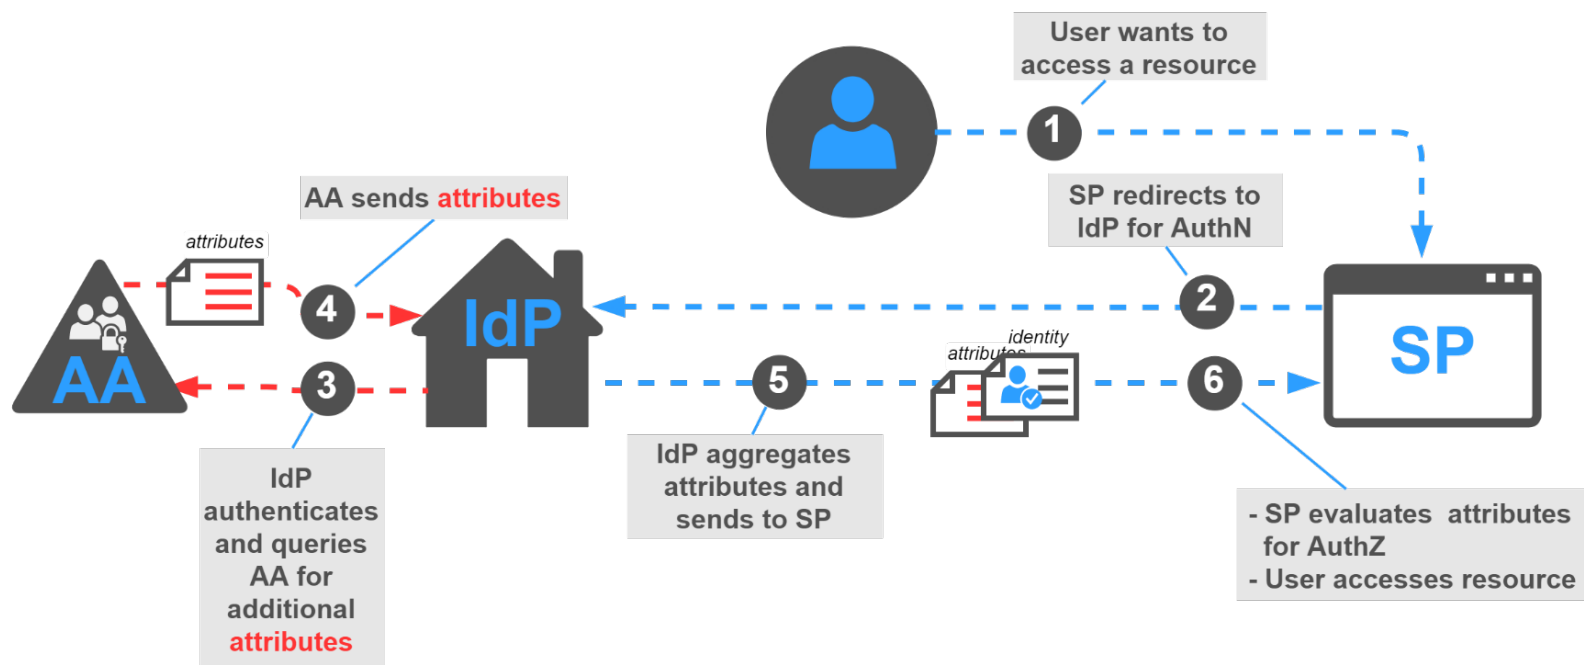 User wants to
access a resource
1
SP redirects to
IdP for AuthN
AA sends attributes
attributes
4
IdP
2
SP
identity
attributes
AA
3
5
6
IdP
authenticates
and queries
AA for
additional
attributes
IdP aggregates
attributes and
sends to SP
- SP evaluates  attributes
for AuthZ
- User accesses resource